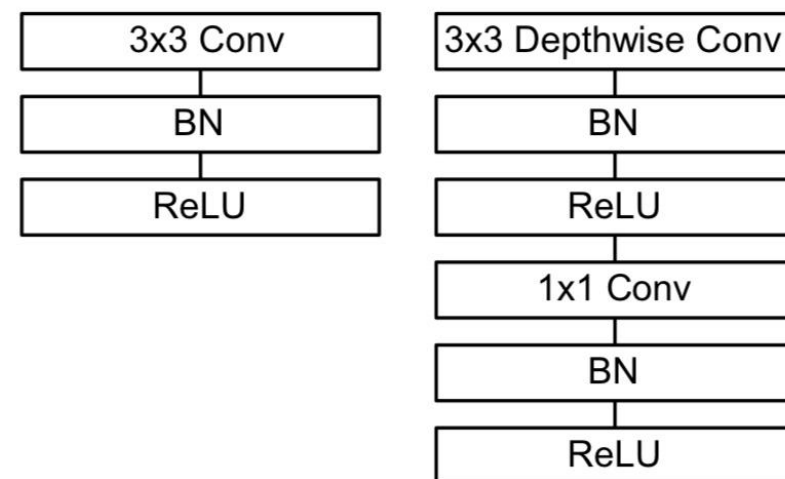 3x3 Conv
BN
ReLU
3x3 Depthwise Conv
BN
ReLU
1x1 Conv
BN
ReLU